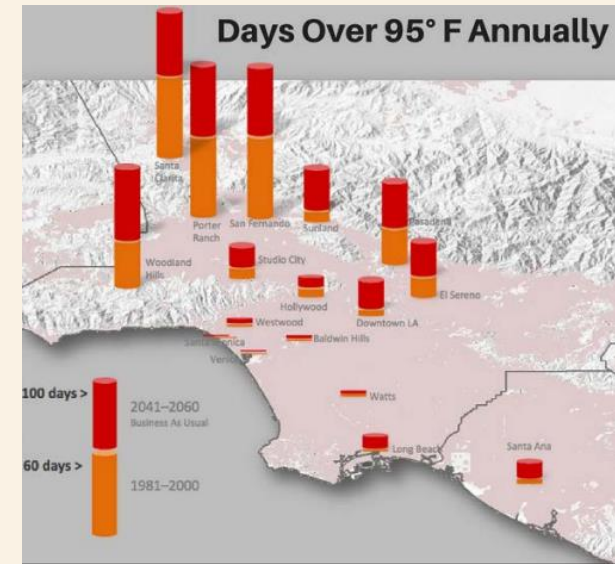 Days Over 95° F Annually
Santa
Clarita
Porter
Ranch
San Fernando
Sunland
Pasadena
Woodland
Hills
Studio City
El Sereno
Hollywood
Downtown LA
Westwood
Santa Monica
Baldwin Hills
Venice
100 days >
2041–2060
Business As Usual
Watts
Long Beach
Santa Ana
60 days >
1981–2000